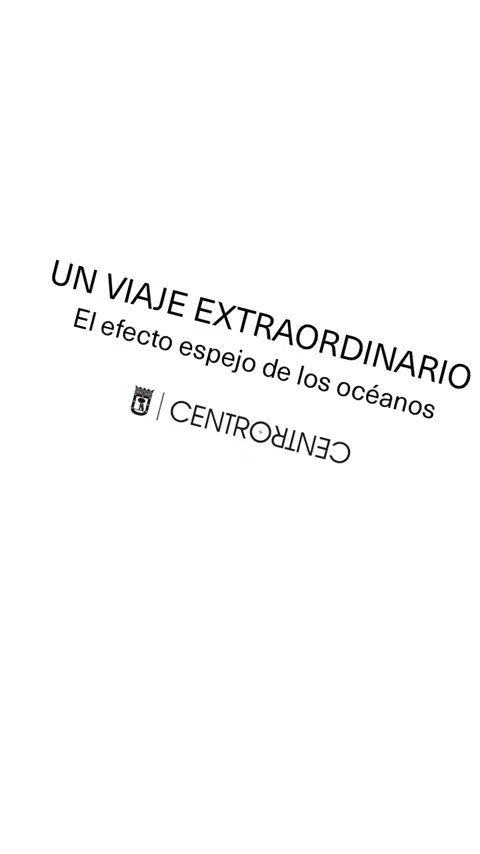 UN VIAJE EXTRAORDINARIO
El efecto espejo de los océanos
CENTROCENTRO